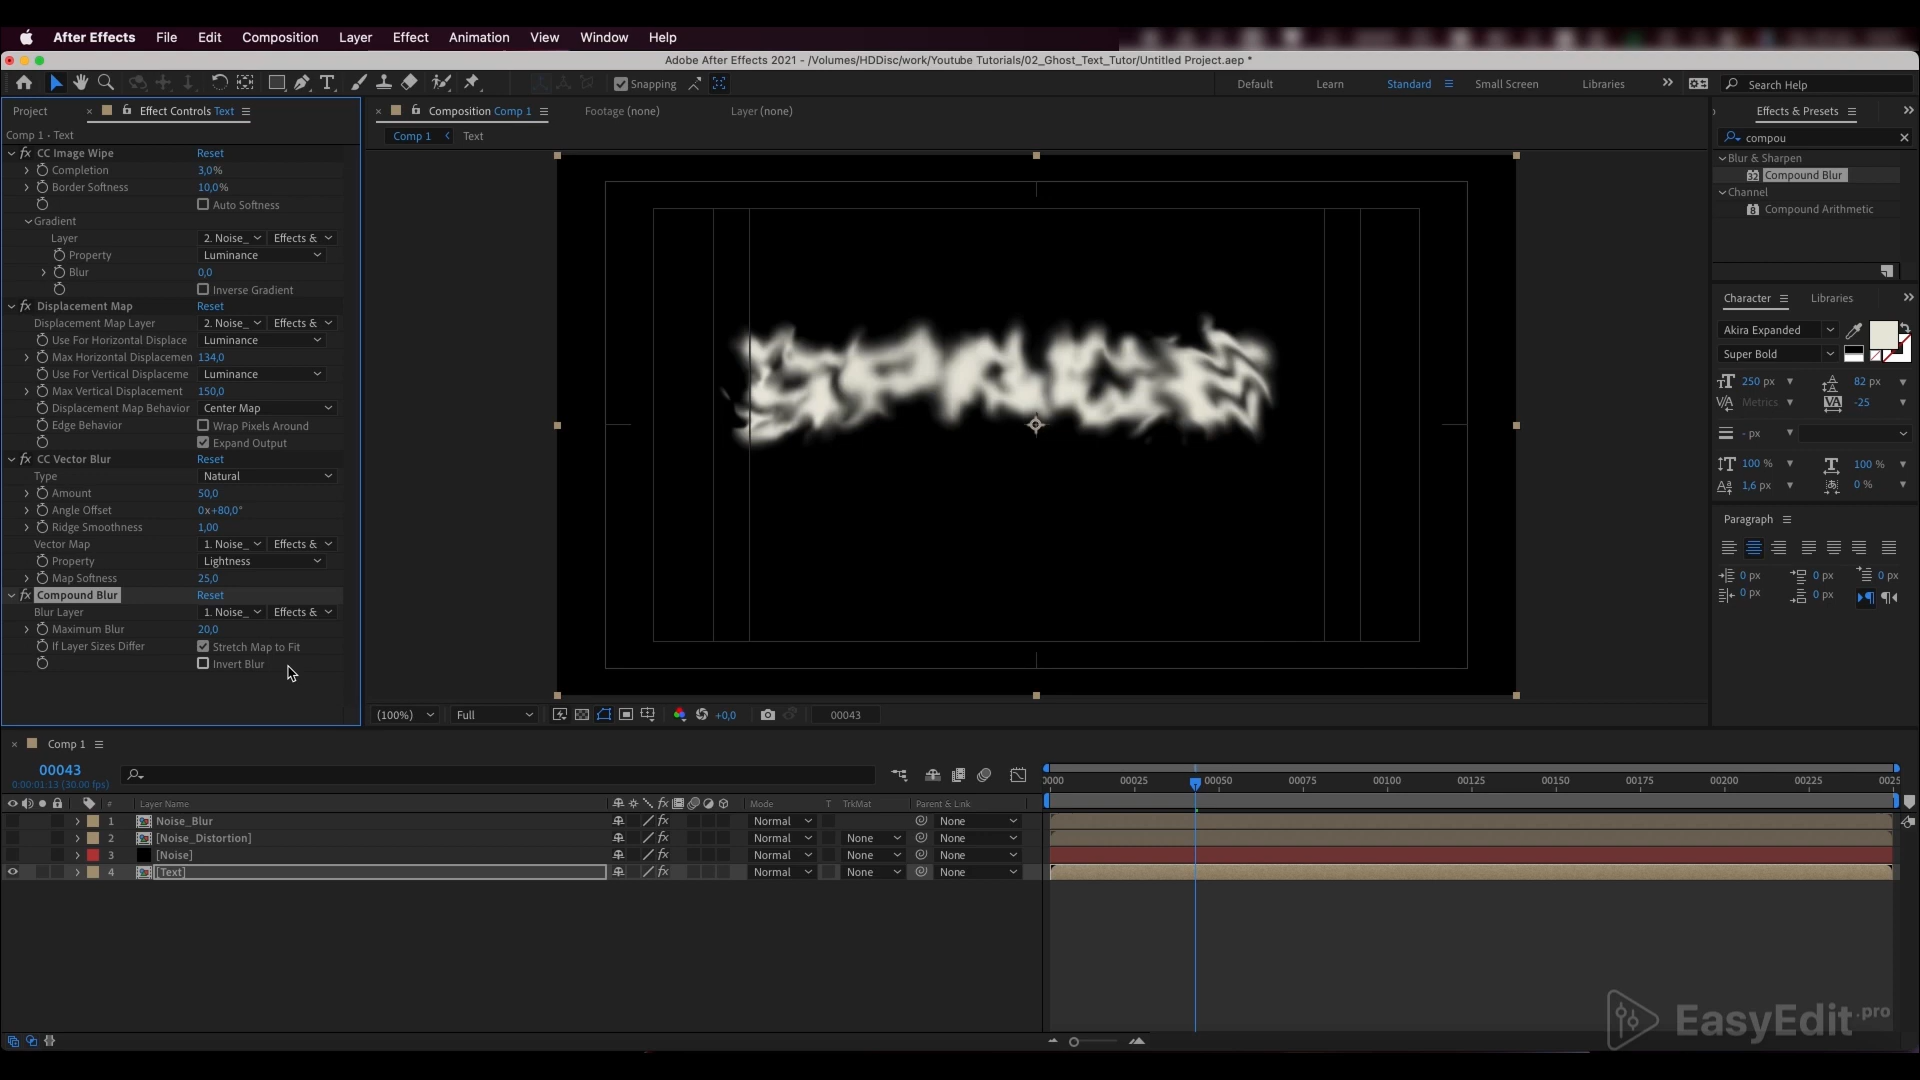 After Effects File Edit Composition Layer Effect Animation View Window Help
Adobe After Effects 2021 - /Volumes/HDDisc/work/Youtube Tutorials/02_Ghost_Text_Tutor/Untitled Project.aep *
Snapping Default Learn Standard Small Screen Libraries Search Help
Project Effect Controls Text
Comp 1 • Text
CC Image Wipe Reset
Completion 3,0%
Border Softness 10,0%
Auto Softness
Gradient
Layer 2. Noise_ Effects &
Property Luminance
Blur 0,0
Inverse Gradient
Displacement Map Reset
Displacement Map Layer 2. Noise_ Effects &
Use For Horizontal Displace Luminance
Max Horizontal Displacemen 134,0
Use For Vertical Displaceme Luminance
Max Vertical Displacement 150,0
Displacement Map Behavior Center Map
Edge Behavior Wrap Pixels Around
Expand Output
CC Vector Blur Reset
Type Natural
Amount 50,0
Angle Offset 0x+80,0°
Ridge Smoothness 1,00
Vector Map 1. Noise_ Effects &
Property Lightness
Map Softness 25,0
Compound Blur Reset
Blur Layer 1. Noise_ Effects &
Maximum Blur 20,0
If Layer Sizes Differ Stretch Map to Fit
Invert Blur
Composition Comp 1 Footage (none) Layer (none)
Comp 1 Text
SPACE
(100%) Full +0,0 00043
Effects & Presets
compou
Blur & Sharpen
32 Compound Blur
Channel
8 Compound Arithmetic
Character Libraries
Akira Expanded
Super Bold
250 px 82 px
Metrics -25
- px
100 % 100 %
1,6 px 0 %
Paragraph
0 px 0 px 0 px
0 px 0 px
Comp 1
00043
0:00:01:13 (30.00 fps)
0000 00025 00050 00075 00100 00125 00150 00175 00200 00225 0025
# Layer Name Mode T TrkMat Parent & Link
1 Noise_Blur Normal None
2 [Noise_Distortion] Normal None None
3 [Noise] Normal None None
4 [Text] Normal None None
EasyEdit.pro